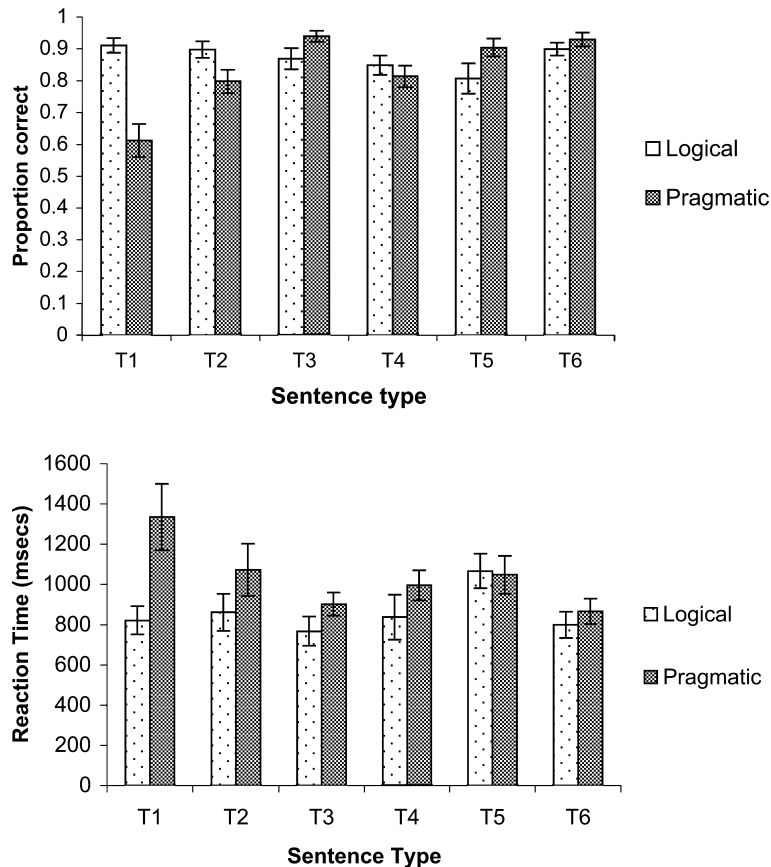 1
0.9
0.8
0.7
0.6
0.5
0.4
0.3
0.2
0.1
0
Proportion correct
T1 T2 T3 T4 T5 T6
Sentence type
Logical
Pragmatic
1600
1400
1200
1000
800
600
400
200
0
Reaction Time (msecs)
T1 T2 T3 T4 T5 T6
Sentence Type
Logical
Pragmatic